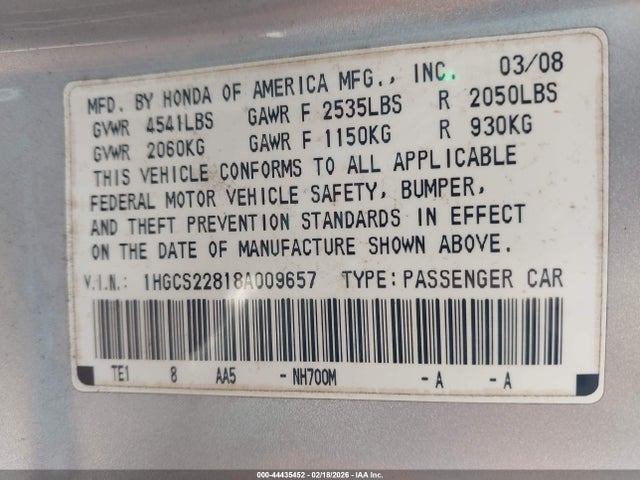 MFD. BY HONDA OF AMERICA MFG., INC. 03/08
GVWR 4541LBS GAWR F 2535LBS R 2050LBS
GVWR 2060KG GAWR F 1150KG R 930KG
THIS VEHICLE CONFORMS TO ALL APPLICABLE
FEDERAL MOTOR VEHICLE SAFETY, BUMPER,
AND THEFT PREVENTION STANDARDS IN EFFECT
ON THE DATE OF MANUFACTURE SHOWN ABOVE.
V.I.N.: 1HGCS22818A009657 TYPE: PASSENGER CAR
TE1 8 AA5 - NH700M - A - A
000-44435452 | 02/18/2026 - IAA Inc.